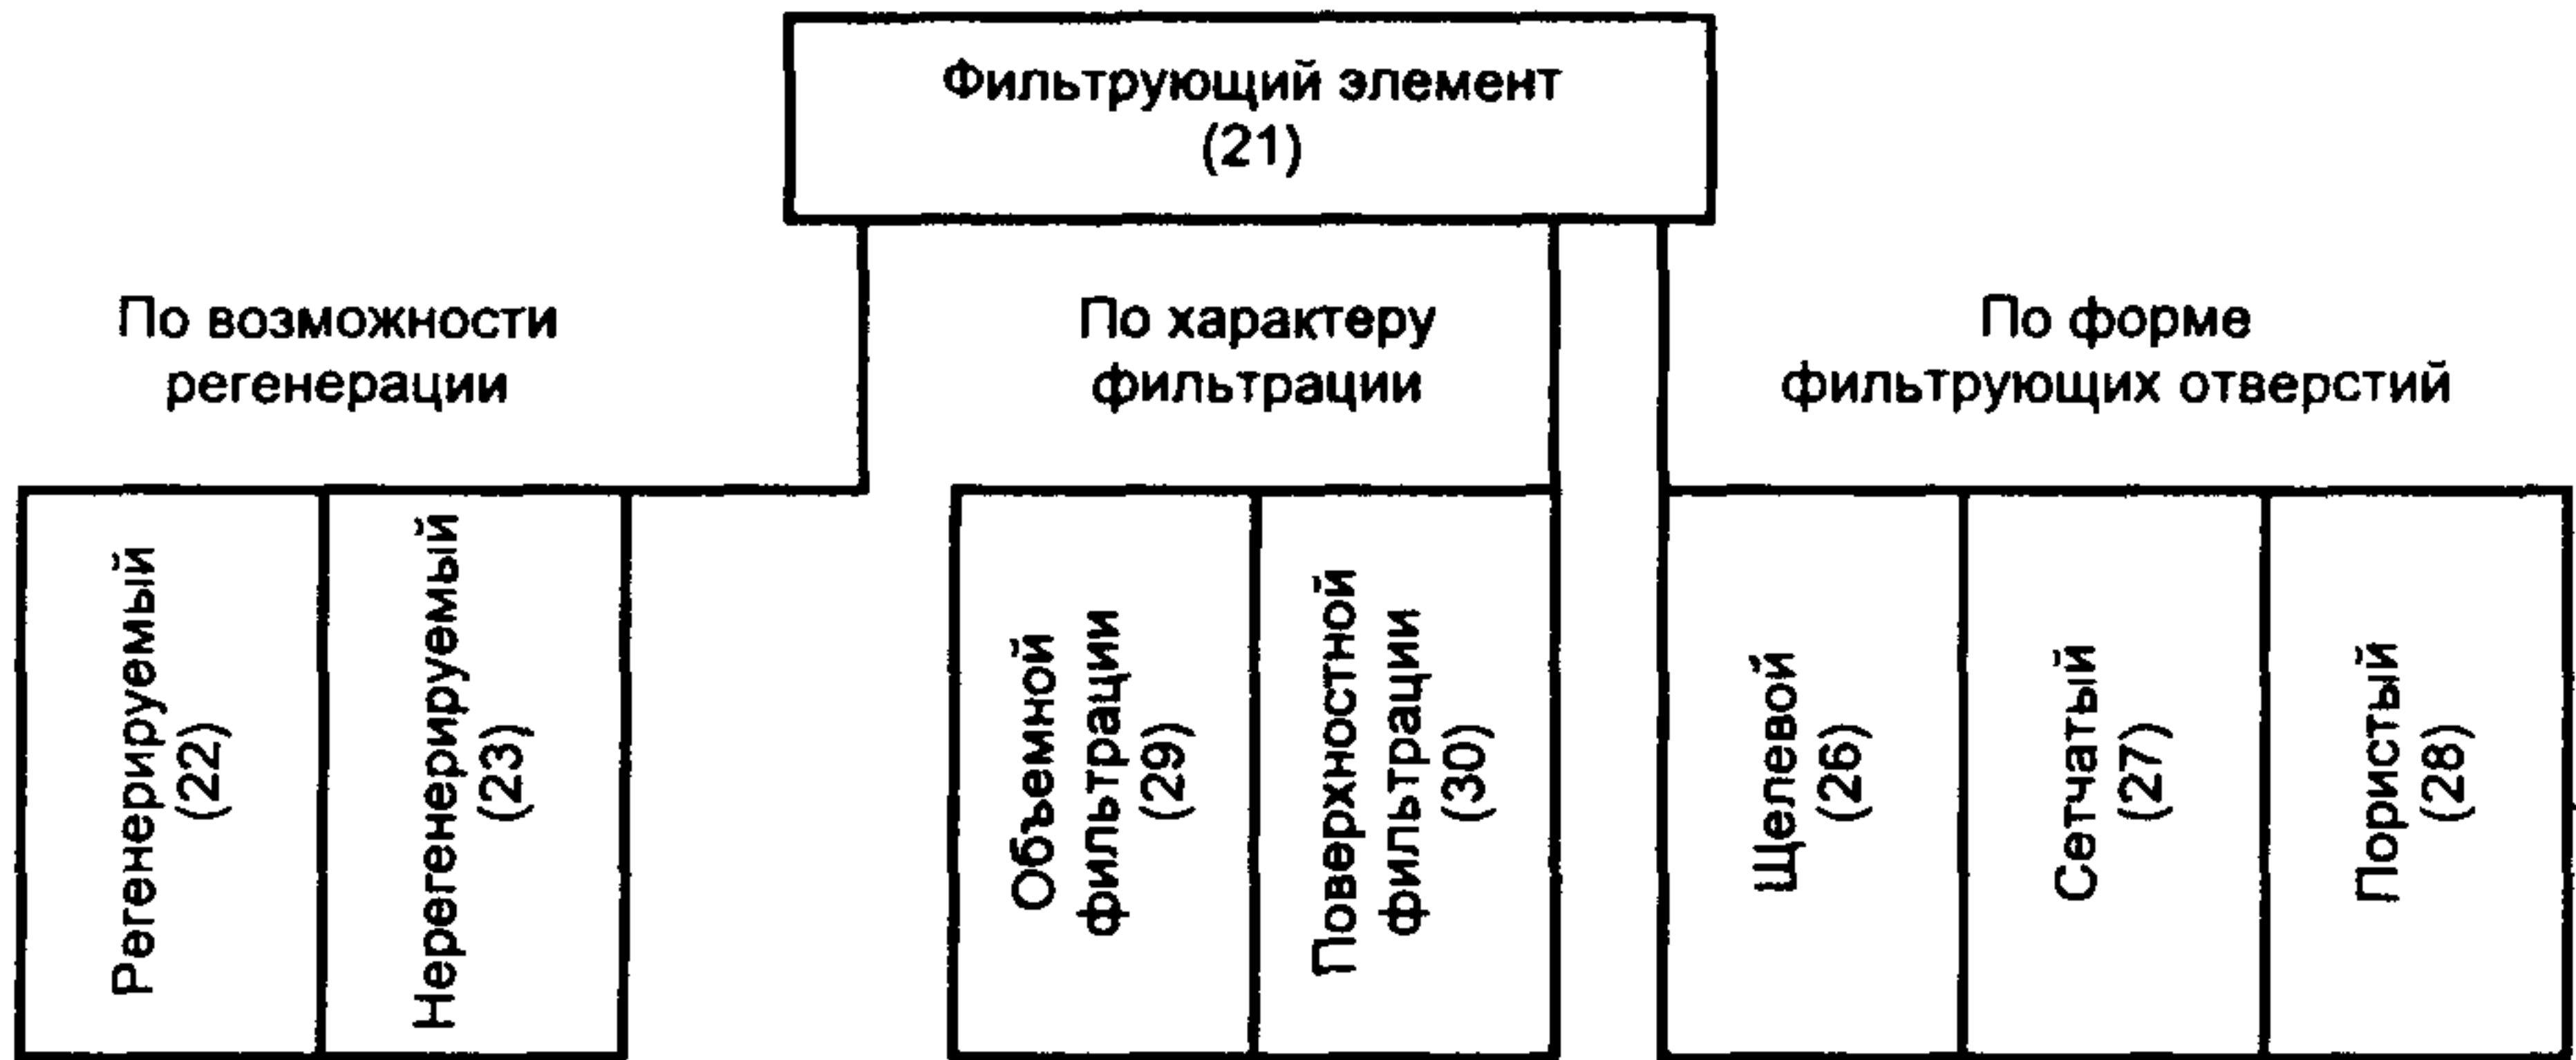 Фильтрующий элемент
(21)
По возможности
регенерации
По характеру
фильтрации
По форме
фильтрующих отверстий
Регенерируемый
(22)
Нерегенерируемый
(23)
Объемной
фильтрации
(29)
Поверхностной
фильтрации
(30)
Щелевой
(26)
Сетчатый
(27)
Пористый
(28)